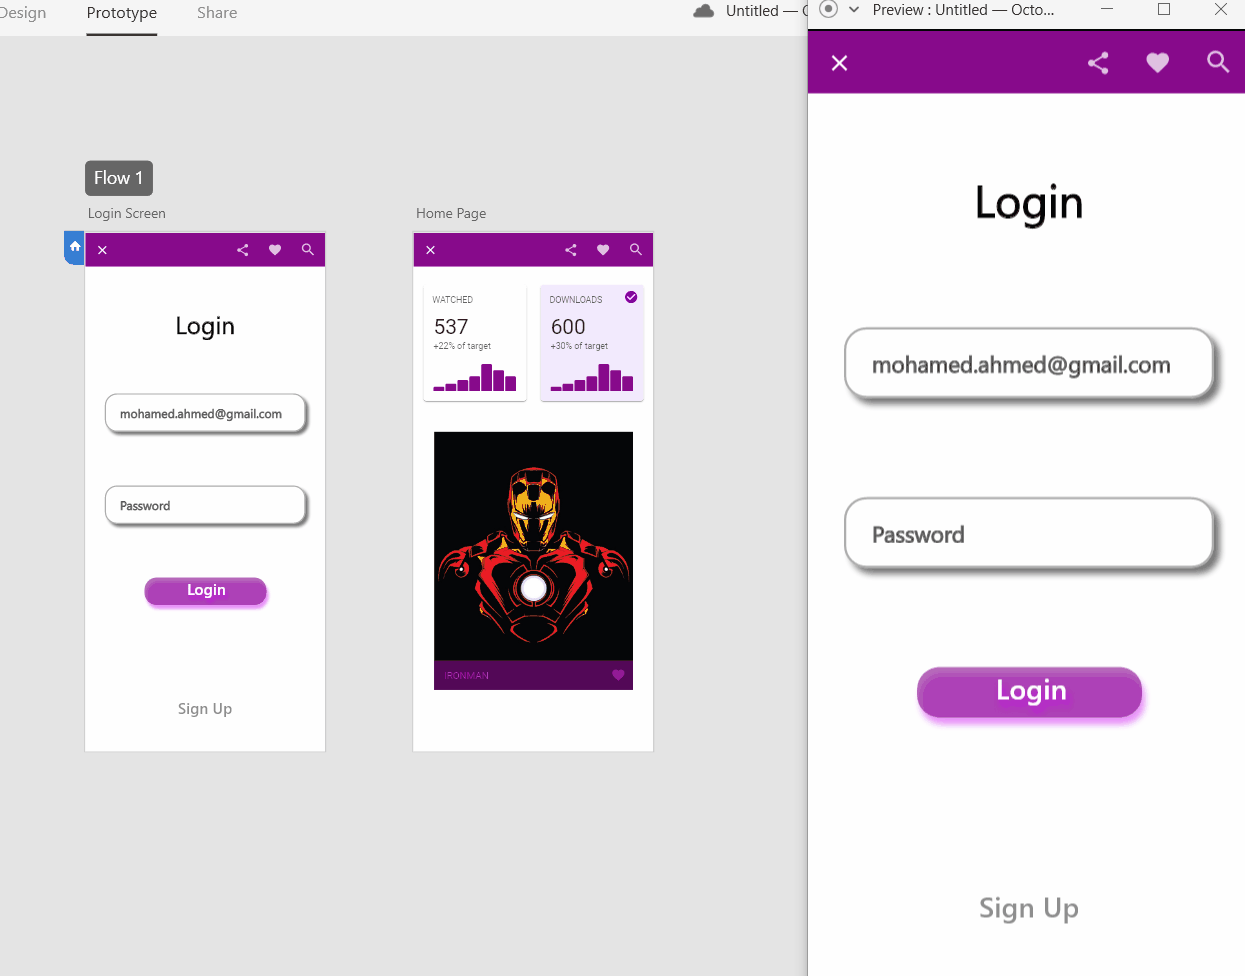 Design Prototype Share
Untitled — O
Preview : Untitled — Octo...
Flow 1
Login Screen
Login
mohamed.ahmed@gmail.com
Password
Login
Sign Up
Home Page
WATCHED
537
+22% of target
DOWNLOADS
600
+30% of target
IRONMAN
Login
mohamed.ahmed@gmail.com
Password
Login
Sign Up